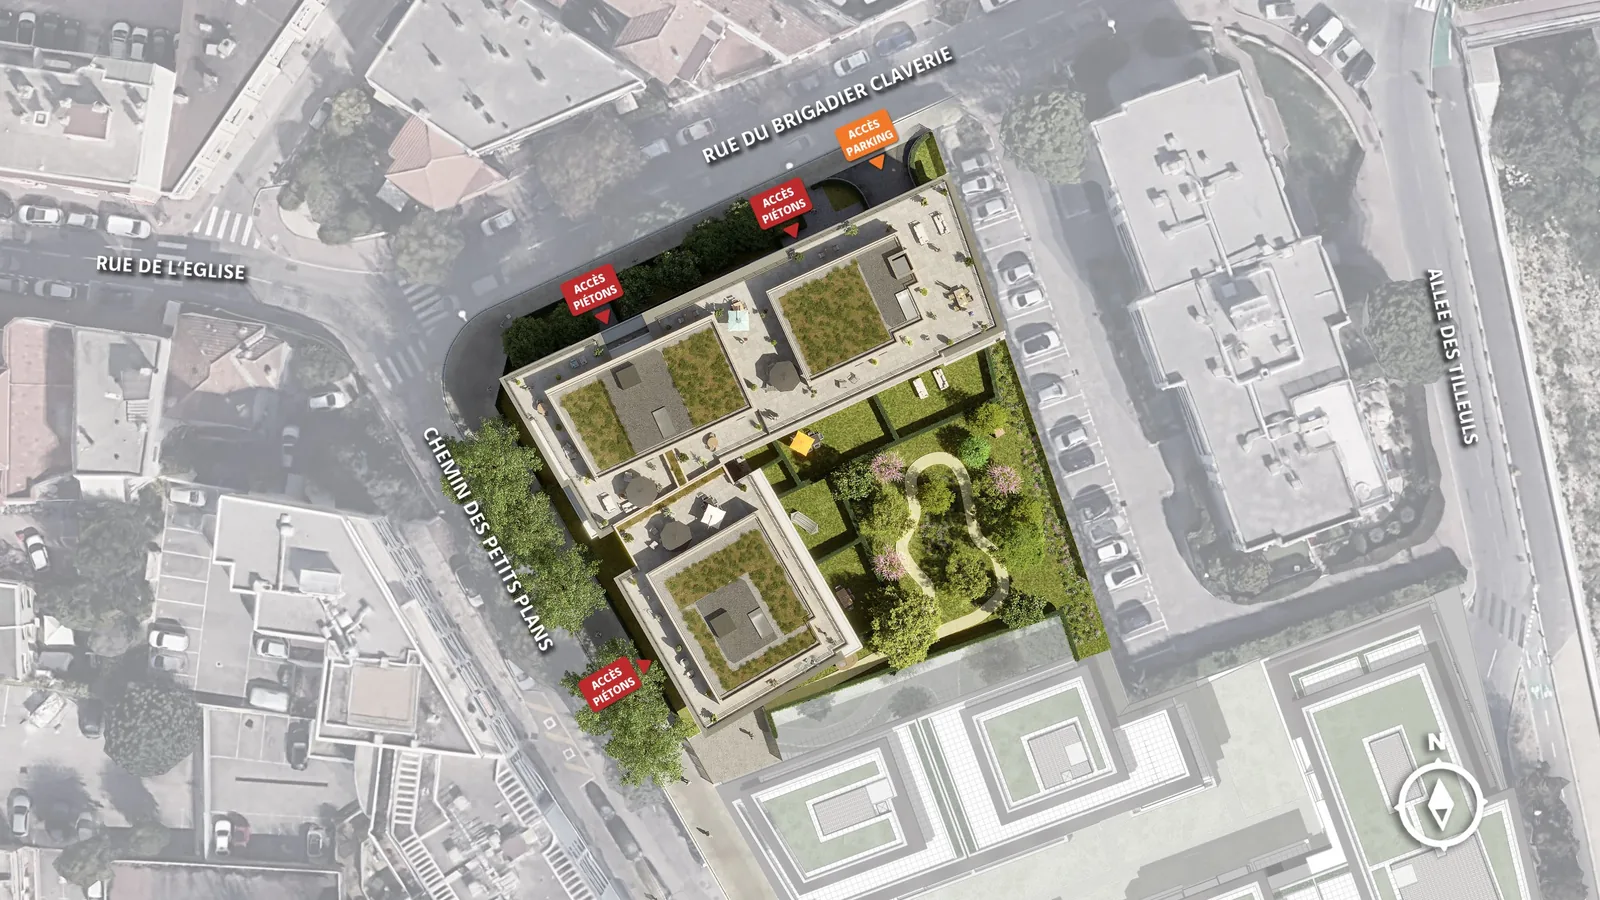 RUE DU BRIGADIER CLAVERIE
ACCÈS
PARKING
ACCÈS
PIÉTONS
ACCÈS
PIÉTONS
RUE DE L'EGLISE
ALLEE DES TILLEULS
CHEMIN DES PETITS PLANS
ACCÈS
PIÉTONS
N